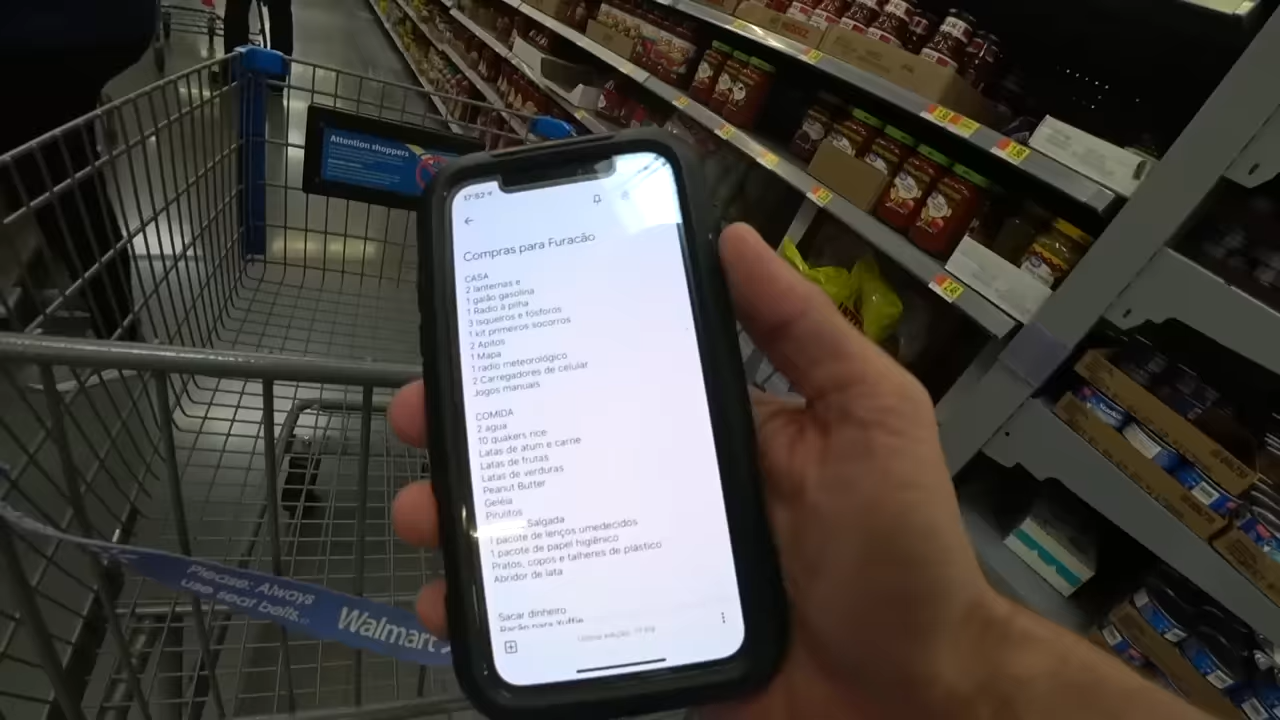 Attention shoppers
17:53
Compras para Furacão
CASA
2 lanternas e
1 galão gasolina
1 Radio à pilha
3 isqueiros e fósforos
1 kit primeiros socorros
2 Apitos
1 Mapa
1 radio meteorológico
2 Carregadores de celular
Jogos manuais
COMIDA
2 agua
10 quakers rice
Latas de atum e carne
Latas de frutas
Latas de verduras
Peanut Butter
Geléia
Pirulitos
Salgada
1 pacote de lenços umedecidos
1 pacote de papel higiênico
Pratos, copos e talheres de plástico
Abridor de lata
Sacar dinheiro
Please: Always
use seat belts.
Walmart